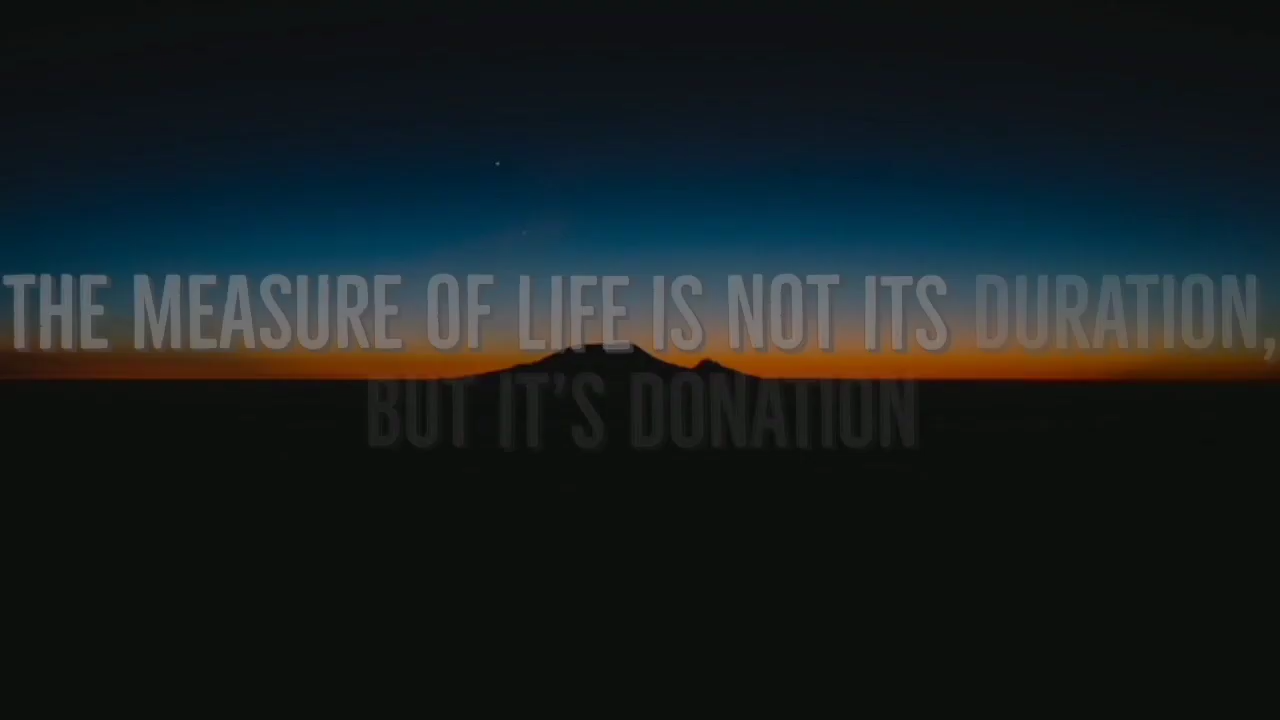 THE MEASURE OF LIFE IS NOT ITS DURATION,
BUT IT’S DONATION